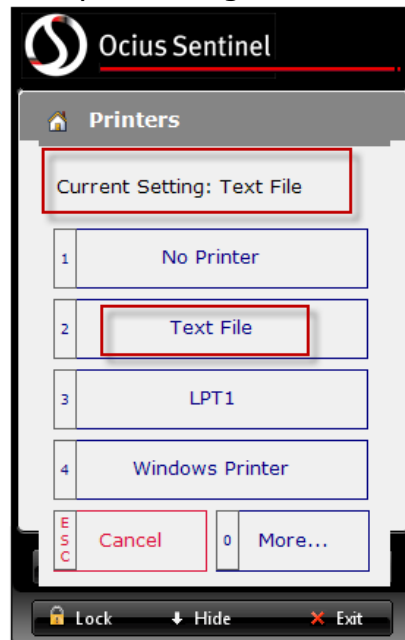 Ocius Sentinel
Printers
Current Setting: Text File
1 No Printer
2 Text File
3 LPT1
4 Windows Printer
ESC Cancel 0 More...
Lock Hide Exit